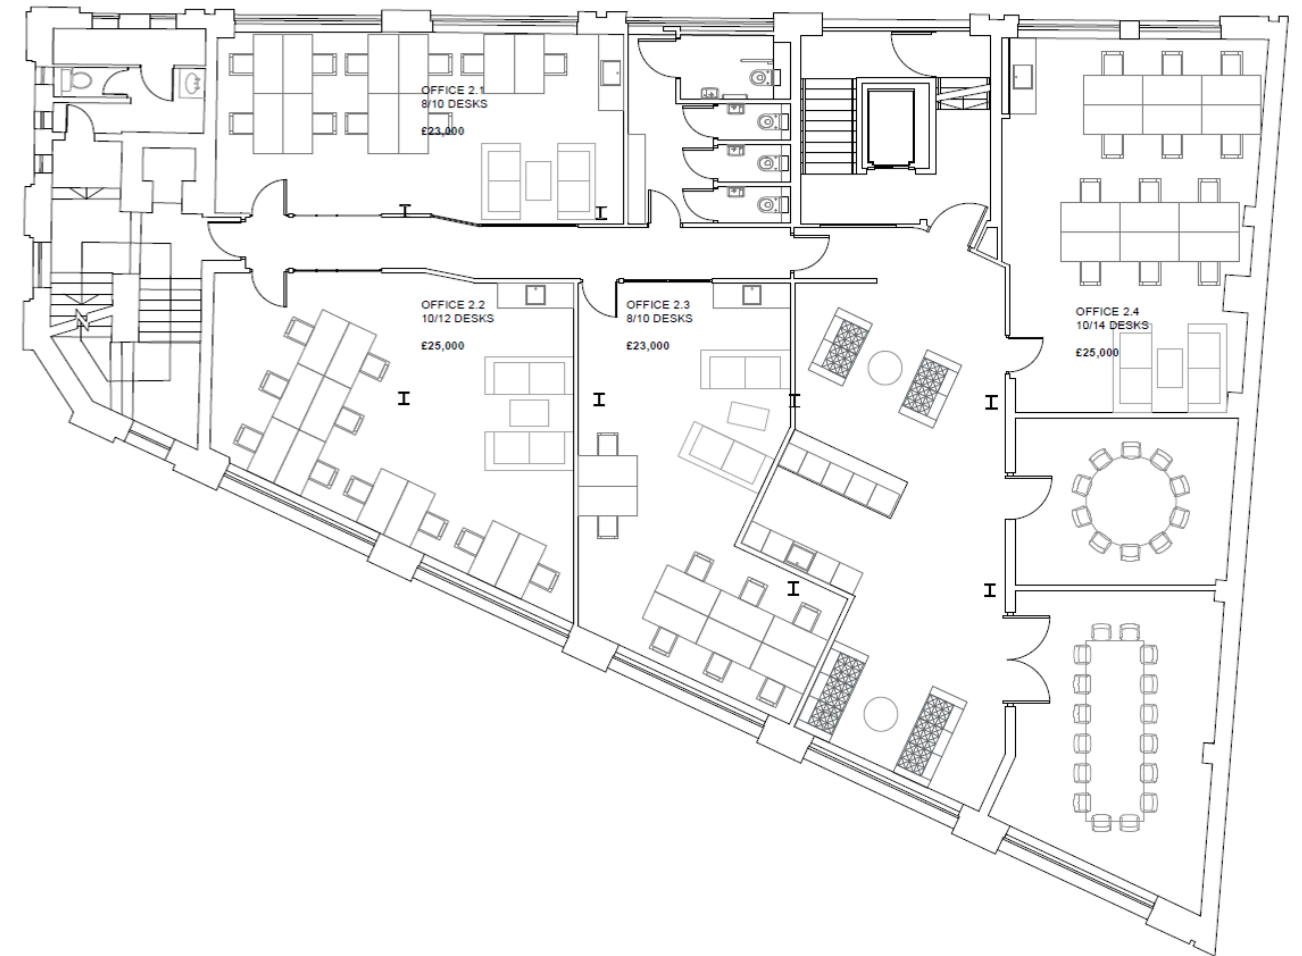 OFFICE 2.1
8/10 DESKS
£23,000
OFFICE 2.2
10/12 DESKS
£25,000
OFFICE 2.3
8/10 DESKS
£23,000
OFFICE 2.4
10/14 DESKS
£25,000